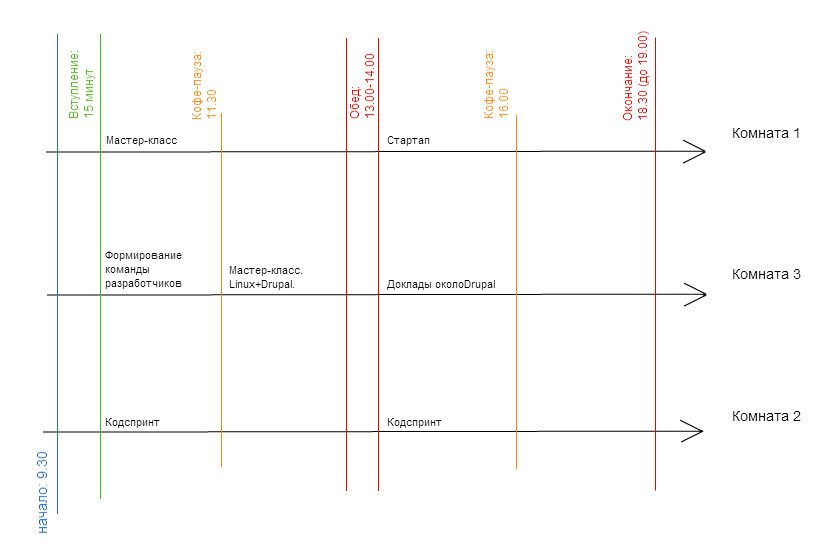 Вступление:
15 минут
Кофе-пауза:
11.30
Обед:
13.00-14.00
Кофе-пауза:
16.00
Окончание:
18.30 (до 19.00)
Мастер-класс
Стартап
Комната 1
Формирование
команды
разработчиков
Мастер-класс.
Linux+Drupal.
Доклады околоDrupal
Комната 3
Кодспринт
Кодспринт
Комната 2
начало: 9.30